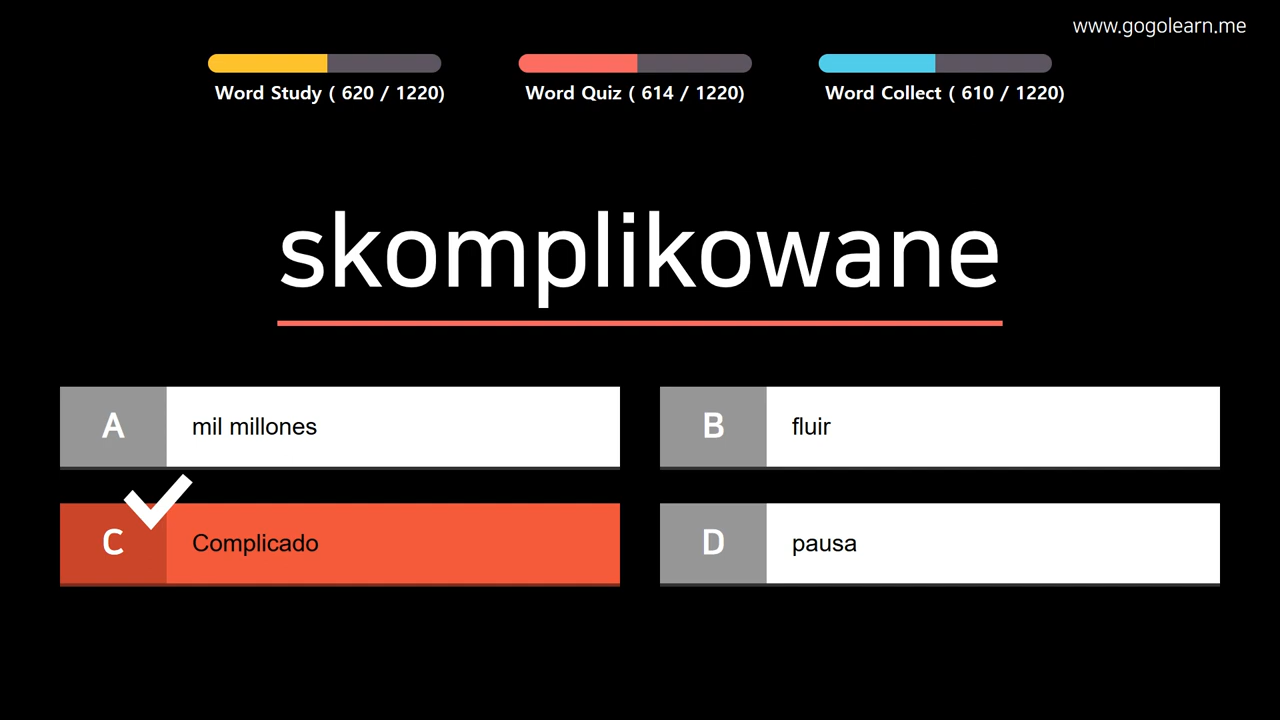 www.gogolearn.me
Word Study ( 620 / 1220)
Word Quiz ( 614 / 1220)
Word Collect ( 610 / 1220)
skomplikowane
A
mil millones
B
fluir
C
Complicado
D
pausa